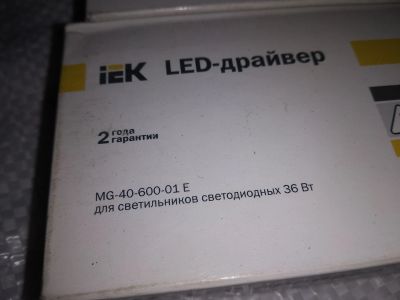 iEK LED-драйвер
2 года гарантии
MG-40-600-01 E
для светильников светодиодных 36 Вт